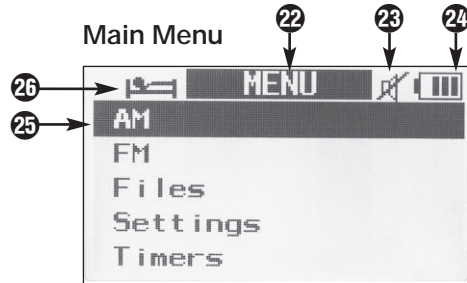 22 23 24
Main Menu
26 MENU
25 AM
FM
Files
Settings
Timers